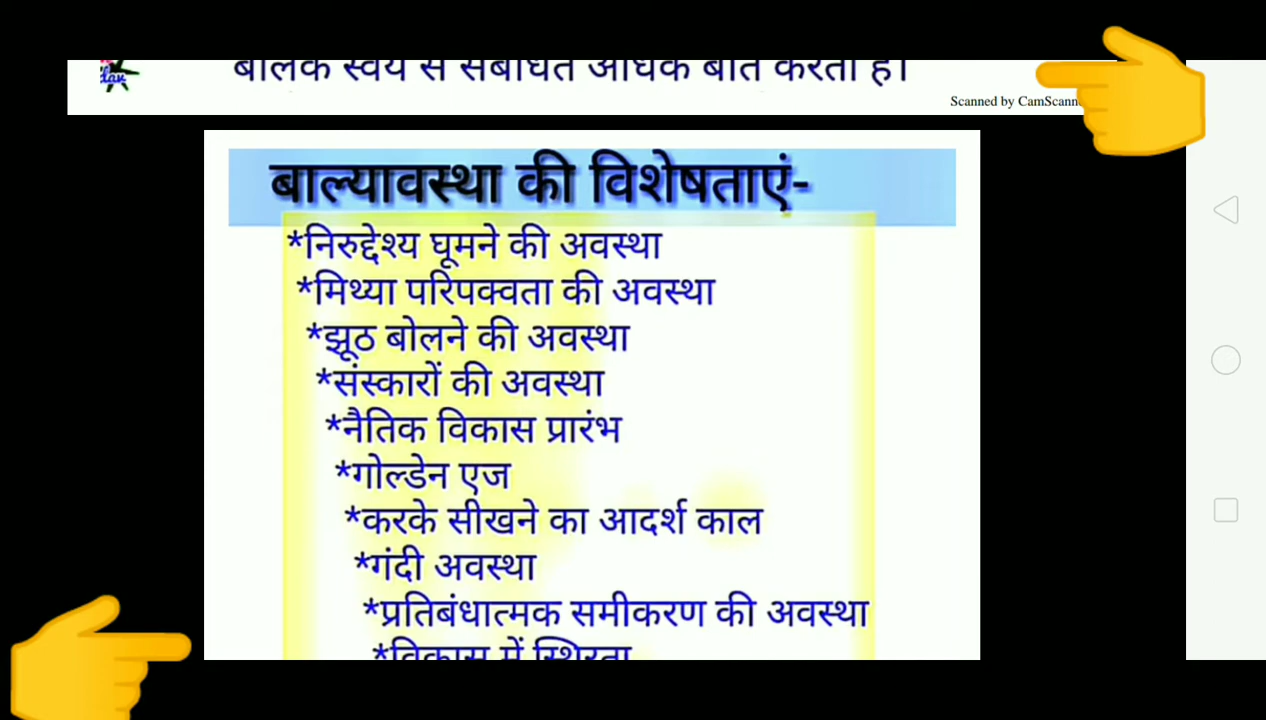 बालक स्वयं से संबंधित अधिक बात करता है।
Scanned by CamScann
बाल्यावस्था की विशेषताएं-
*निरुद्देश्य घूमने की अवस्था
*मिथ्या परिपक्वता की अवस्था
*झूठ बोलने की अवस्था
*संस्कारों की अवस्था
*नैतिक विकास प्रारंभ
*गोल्डेन एज
*करके सीखने का आदर्श काल
*गंदी अवस्था
*प्रतिबंधात्मक समीकरण की अवस्था
*विकास में स्थिरता